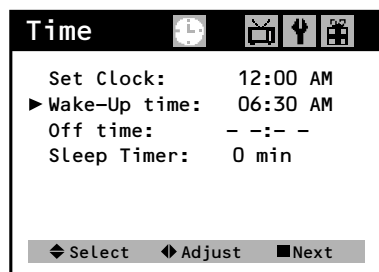 Time
Set Clock: 12:00 AM
Wake-Up time: 06:30 AM
Off time: – –:– –
Sleep Timer: 0 min
Select Adjust Next